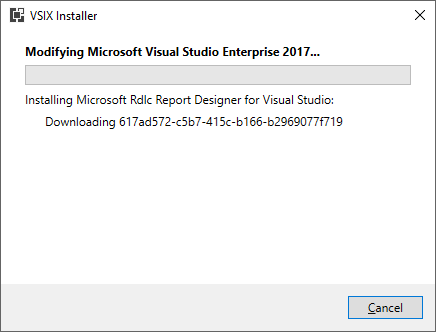 VSIX Installer
Modifying Microsoft Visual Studio Enterprise 2017...
Installing Microsoft Rdlc Report Designer for Visual Studio:
Downloading 617ad572-c5b7-415c-b166-b2969077f719
Cancel